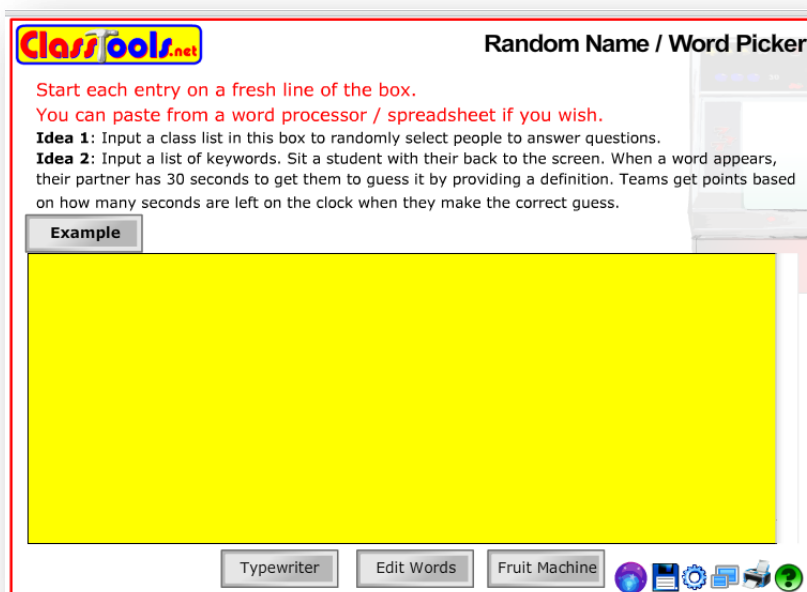 ClassTools.net
Random Name / Word Picker
Start each entry on a fresh line of the box.
You can paste from a word processor / spreadsheet if you wish.
Idea 1: Input a class list in this box to randomly select people to answer questions.
Idea 2: Input a list of keywords. Sit a student with their back to the screen. When a word appears,
their partner has 30 seconds to get them to guess it by providing a definition. Teams get points based
on how many seconds are left on the clock when they make the correct guess.
Example
Typewriter Edit Words Fruit Machine ?